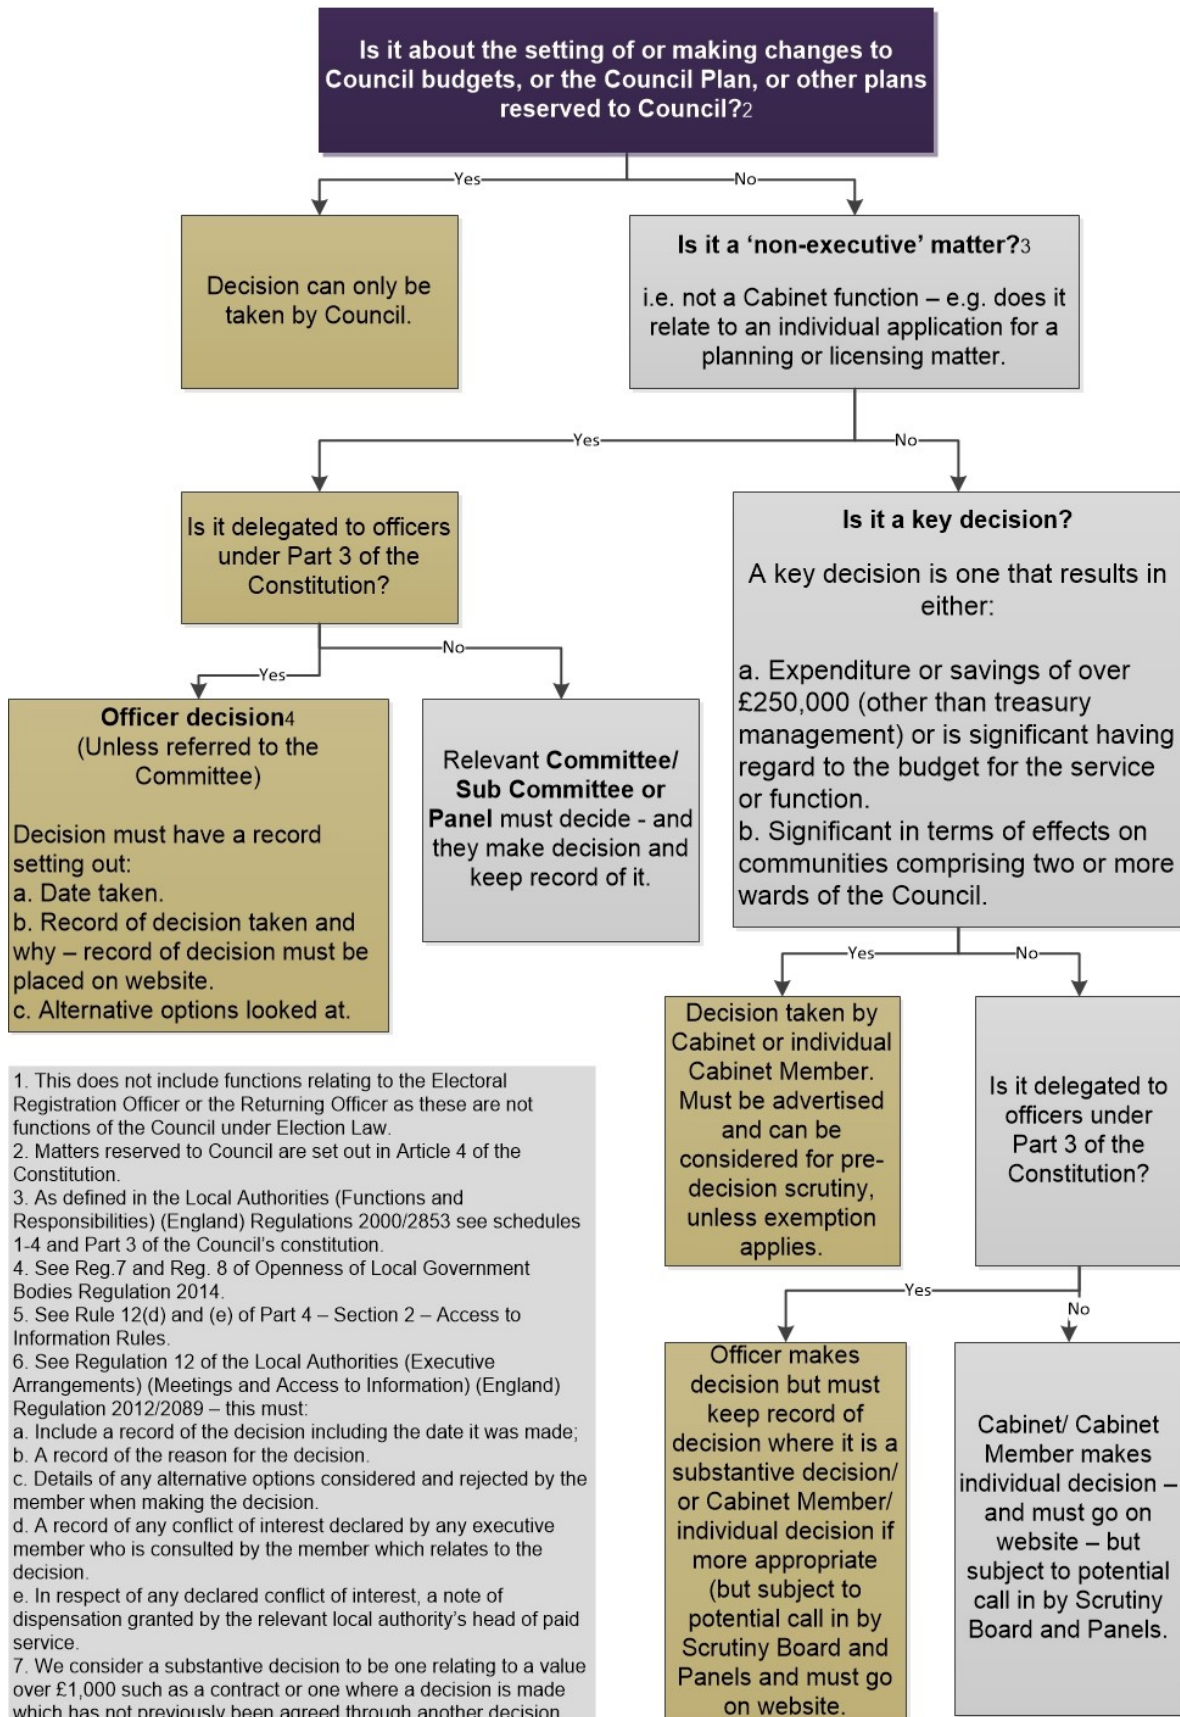 Is it about the setting of or making changes to
Council budgets, or the Council Plan, or other plans
reserved to Council?2
Yes
No
Decision can only be
taken by Council.
Is it a ‘non-executive’ matter?3
i.e. not a Cabinet function – e.g. does it
relate to an individual application for a
planning or licensing matter.
Yes
No
Is it delegated to officers
under Part 3 of the
Constitution?
Is it a key decision?
A key decision is one that results in
either:
a. Expenditure or savings of over
£250,000 (other than treasury
management) or is significant having
regard to the budget for the service
or function.
b. Significant in terms of effects on
communities comprising two or more
wards of the Council.
Yes
No
Officer decision4
(Unless referred to the
Committee)
Decision must have a record
setting out:
a. Date taken.
b. Record of decision taken and
why – record of decision must be
placed on website.
c. Alternative options looked at.
Relevant Committee/
Sub Committee or
Panel must decide - and
they make decision and
keep record of it.
Yes
No
Decision taken by
Cabinet or individual
Cabinet Member.
Must be advertised
and can be
considered for pre-
decision scrutiny,
unless exemption
applies.
Is it delegated to
officers under
Part 3 of the
Constitution?
Yes
No
Officer makes
decision but must
keep record of
decision where it is a
substantive decision/
or Cabinet Member/
individual decision if
more appropriate
(but subject to
potential call in by
Scrutiny Board and
Panels and must go
on website.
Cabinet/ Cabinet
Member makes
individual decision –
and must go on
website – but
subject to potential
call in by Scrutiny
Board and Panels.
1. This does not include functions relating to the Electoral
Registration Officer or the Returning Officer as these are not
functions of the Council under Election Law.
2. Matters reserved to Council are set out in Article 4 of the
Constitution.
3. As defined in the Local Authorities (Functions and
Responsibilities) (England) Regulations 2000/2853 see schedules
1-4 and Part 3 of the Council’s constitution.
4. See Reg.7 and Reg. 8 of Openness of Local Government
Bodies Regulation 2014.
5. See Rule 12(d) and (e) of Part 4 – Section 2 – Access to
Information Rules.
6. See Regulation 12 of the Local Authorities (Executive
Arrangements) (Meetings and Access to Information) (England)
Regulation 2012/2089 – this must:
a. Include a record of the decision including the date it was made;
b. A record of the reason for the decision.
c. Details of any alternative options considered and rejected by the
member when making the decision.
d. A record of any conflict of interest declared by any executive
member who is consulted by the member which relates to the
decision.
e. In respect of any declared conflict of interest, a note of
dispensation granted by the relevant local authority’s head of paid
service.
7. We consider a substantive decision to be one relating to a value
over £1,000 such as a contract or one where a decision is made
which has not previously been agreed through another decision